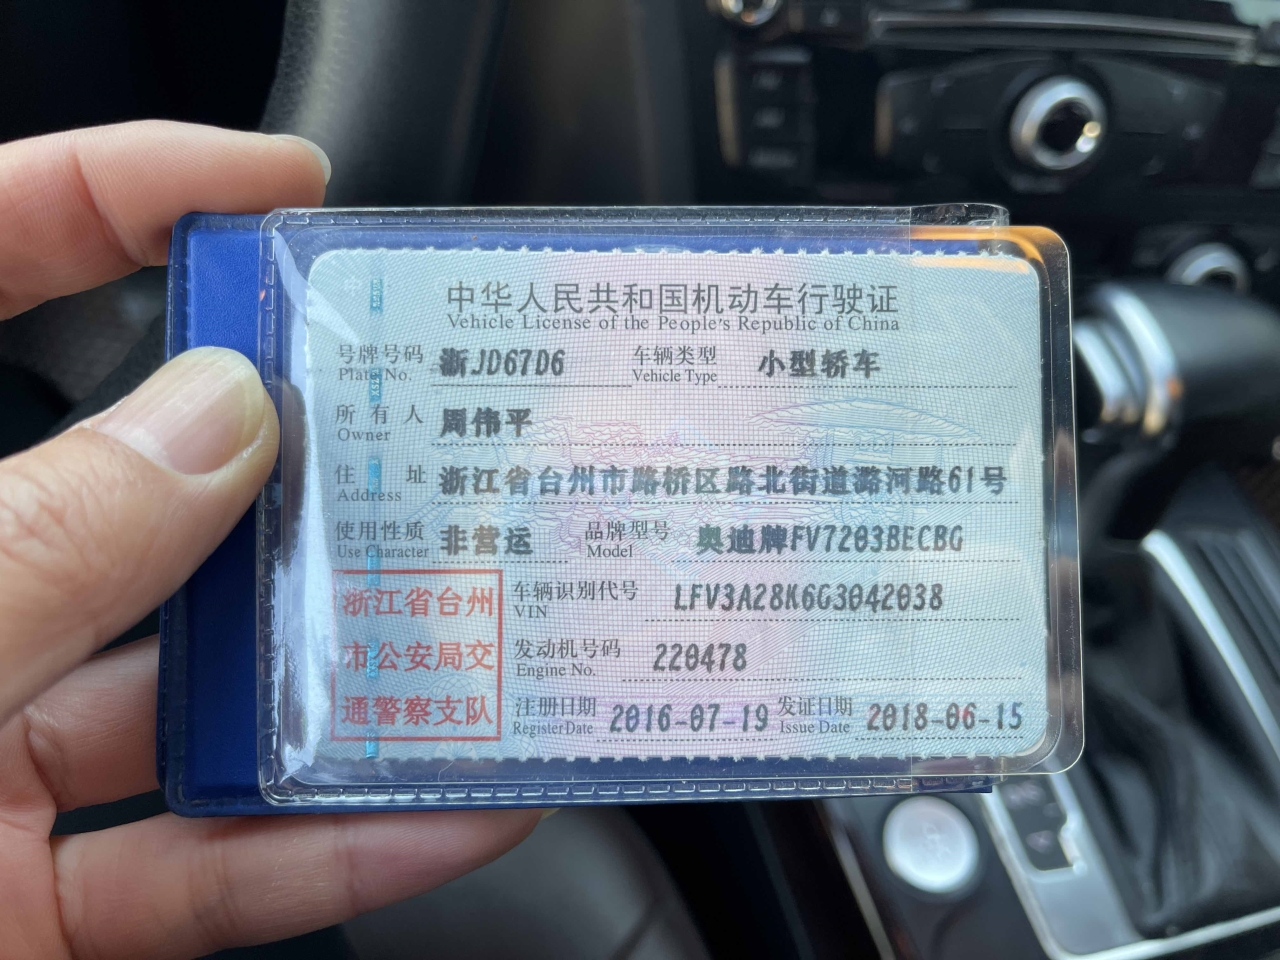 中华人民共和国机动车行驶证
Vehicle License of the People's Republic of China
号牌号码 浙JD67D6 车辆类型 小型轿车
Plate No. Vehicle Type
所有人 周伟平
Owner
住址 浙江省台州市路桥区路北街道潞河路61号
Address
使用性质 非营运 品牌型号 奥迪牌FV7203BECBG
Use Character Model
浙江省台州
市公安局交
通警察支队
车辆识别代号 LFV3A28K6G3042038
VIN
发动机号码 220478
Engine No.
注册日期 2016-07-19 发证日期 2018-06-15
Register Date Issue Date